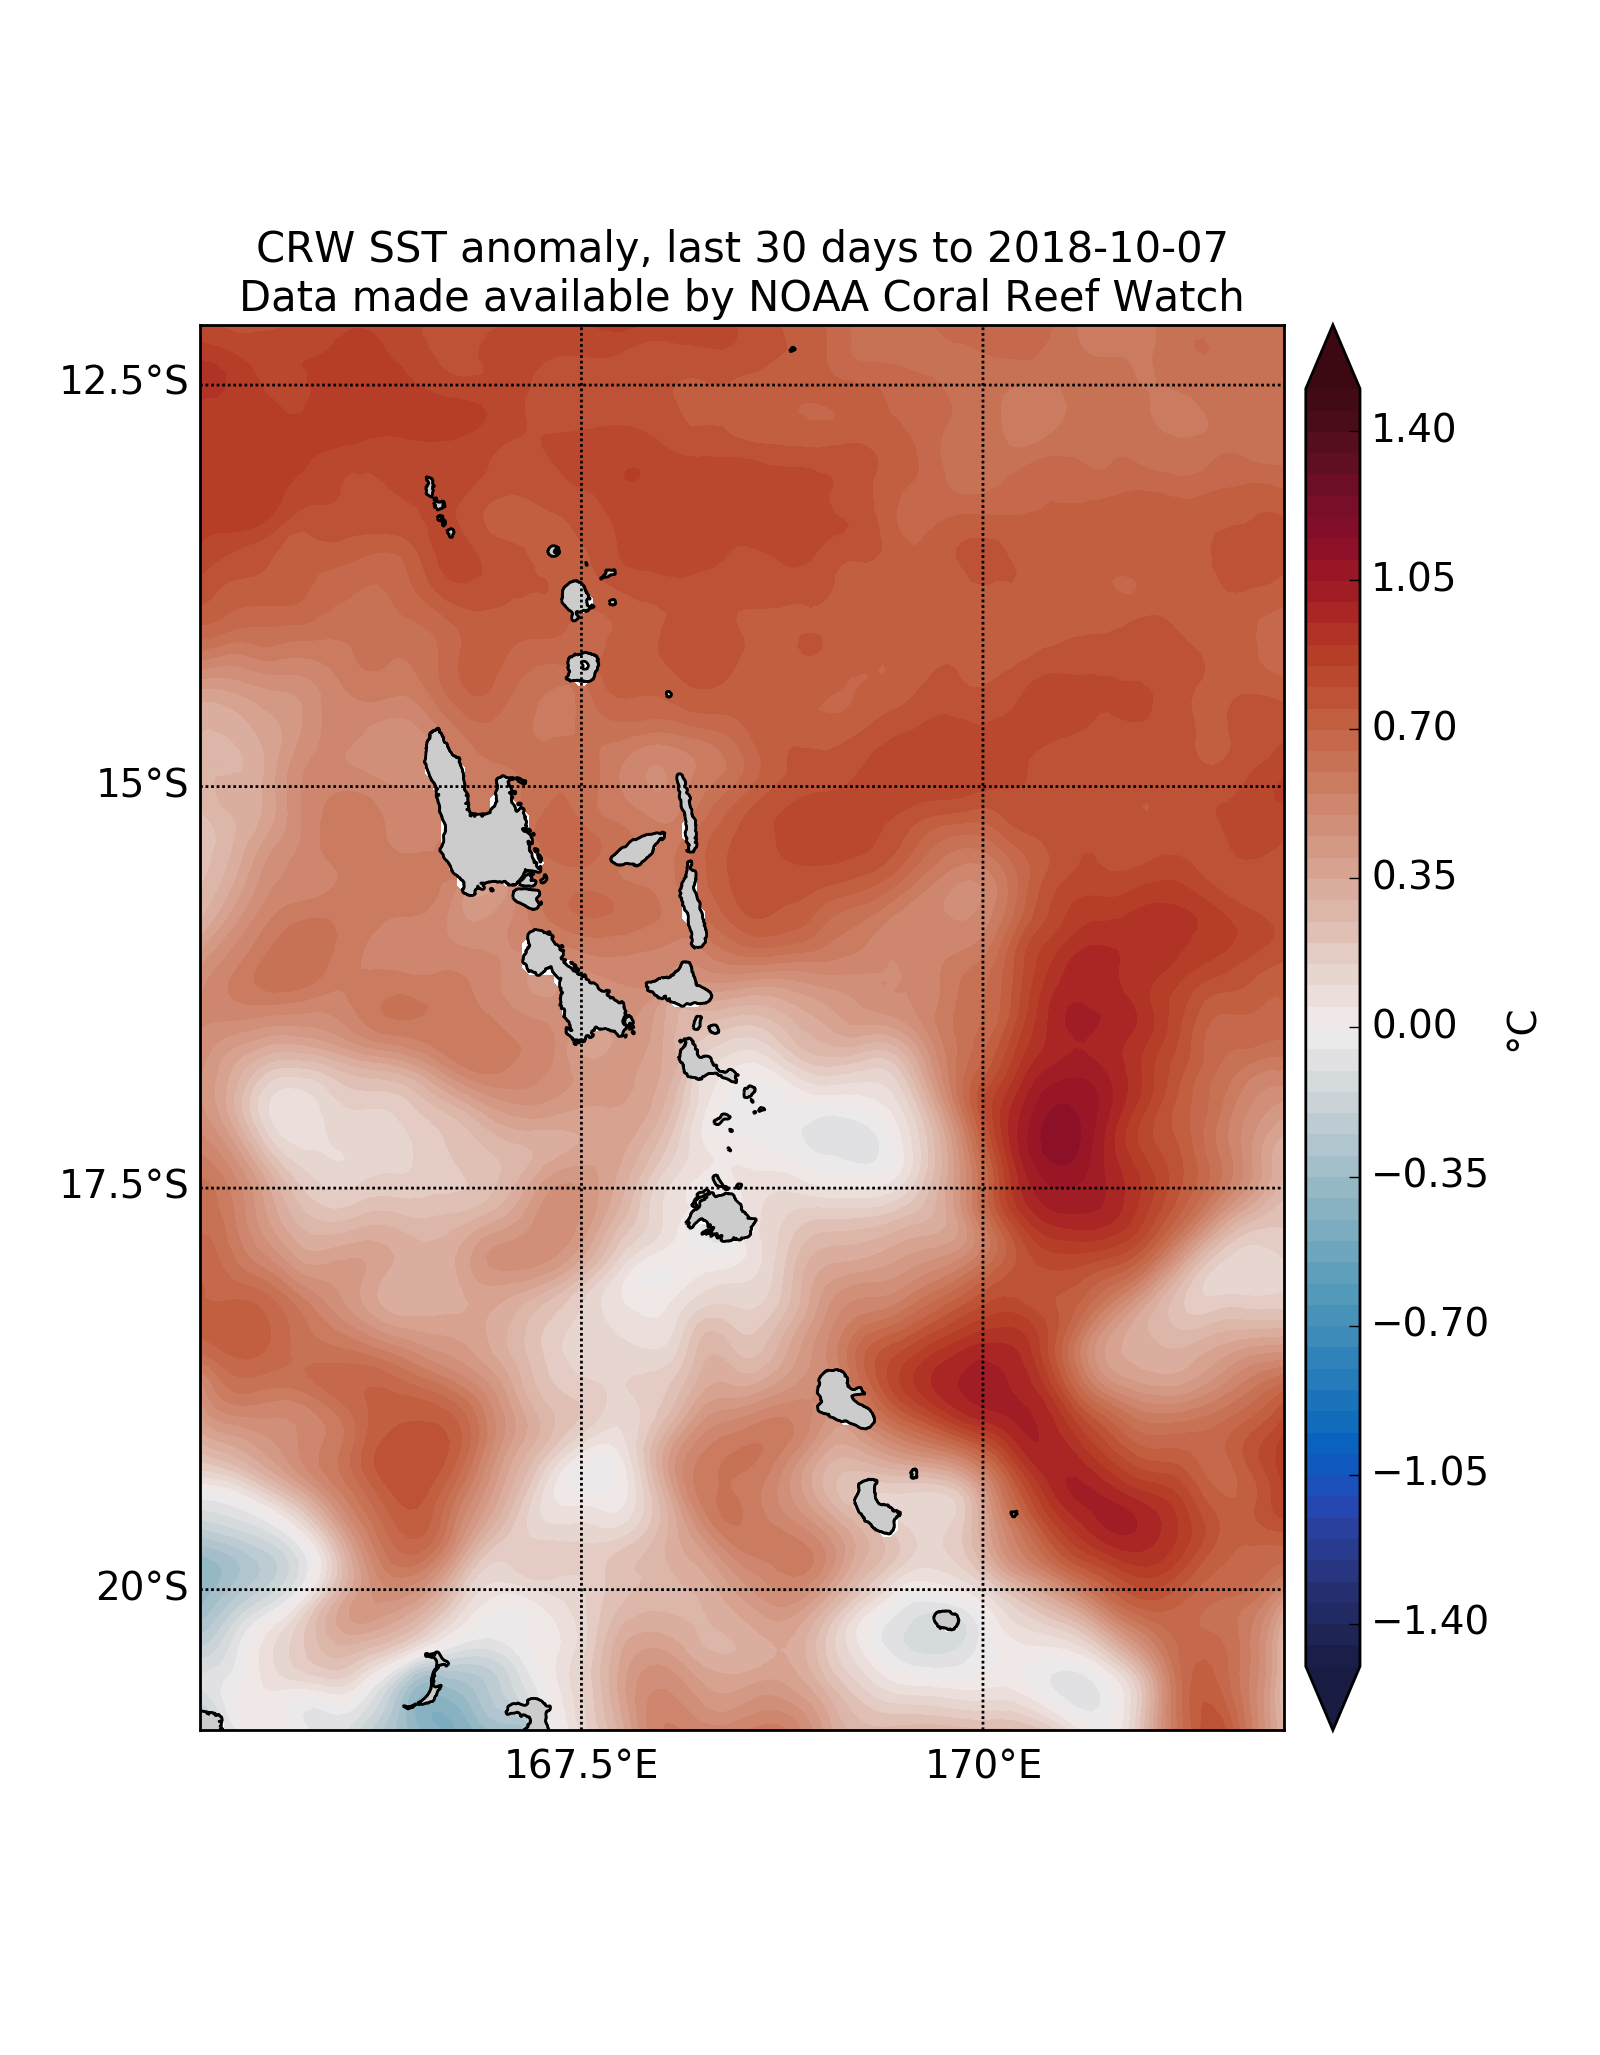 CRW SST anomaly, last 30 days to 2018-10-07
Data made available by NOAA Coral Reef Watch
12.5°S
15°S
17.5°S
20°S
167.5°E
170°E
1.40
1.05
0.70
0.35
0.00
−0.35
−0.70
−1.05
−1.40
°C